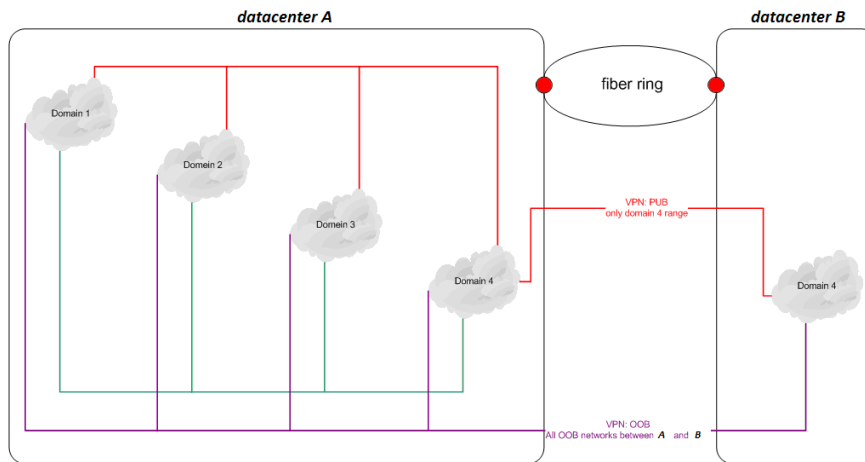 datacenter A
datacenter B
fiber ring
Domain 1
Domein 2
Domein 3
VPN: PUB
only domain 4 range
Domain 4
Domain 4
VPN: OOB
All OOB networks between A and B